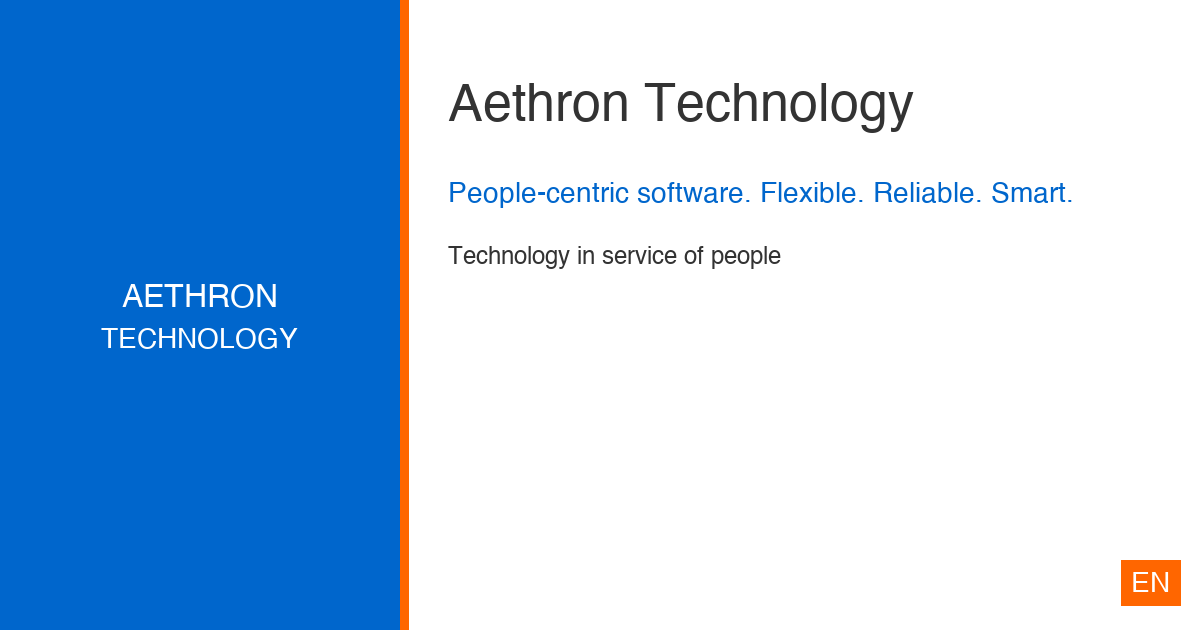 AETHRON
TECHNOLOGY
Aethron Technology
People-centric software. Flexible. Reliable. Smart.
Technology in service of people
EN